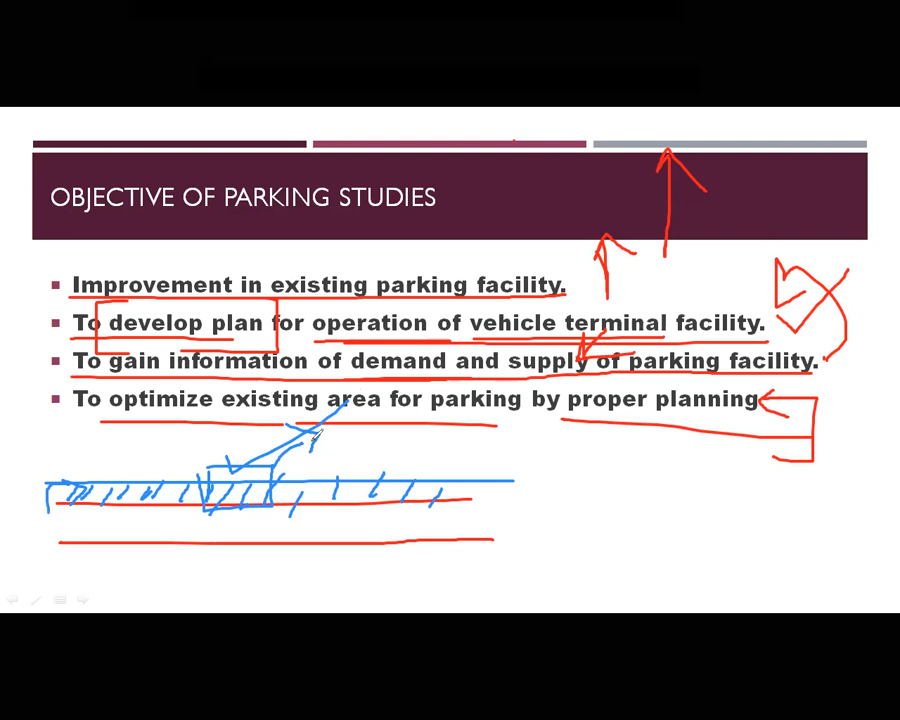 OBJECTIVE OF PARKING STUDIES
Improvement in existing parking facility.
To develop plan for operation of vehicle terminal facility.
To gain information of demand and supply of parking facility.
To optimize existing area for parking by proper planning